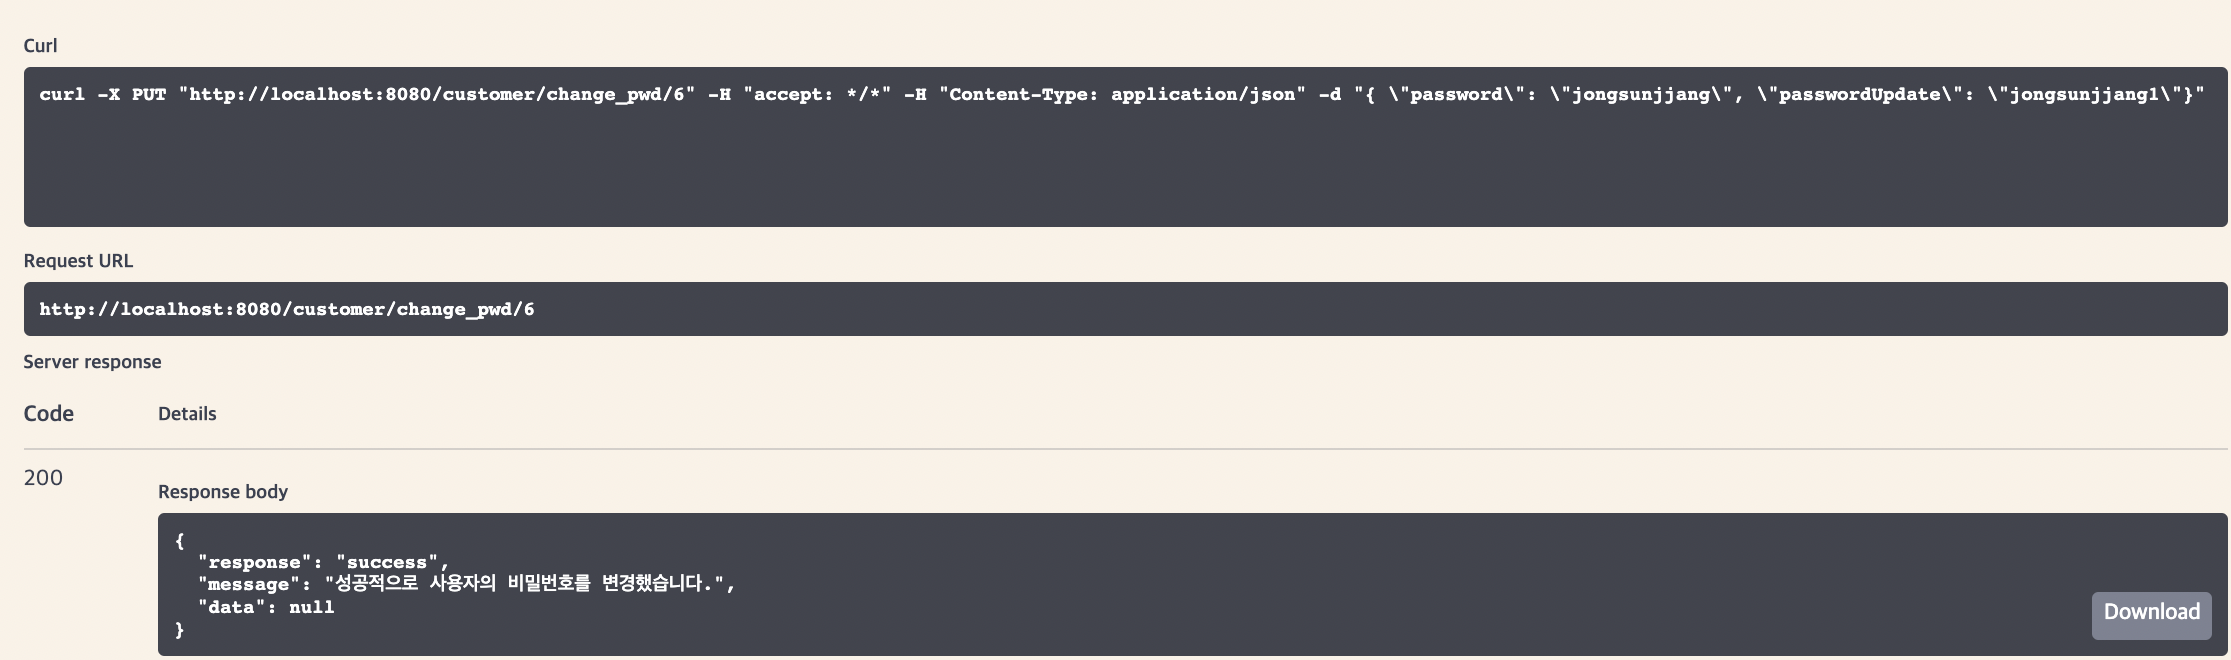 Curl
curl -X PUT "http://localhost:8080/customer/change_pwd/6" -H "accept: */*" -H "Content-Type: application/json" -d "{ \"password\": \"jongsunjjang\", \"passwordUpdate\": \"jongsunjjang1\"}"
Request URL
http://localhost:8080/customer/change_pwd/6
Server response
Code Details
200
Response body
{
  "response": "success",
  "message": "성공적으로 사용자의 비밀번호를 변경했습니다.",
  "data": null
}
Download